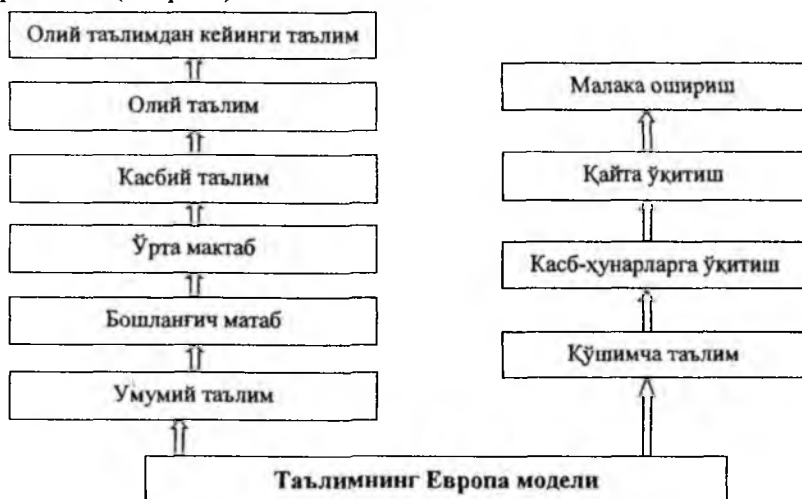 Олий таълимдан кейинги таълим
Олий таълим
Касбий таълим
Ўрта мактаб
Бошланғич матаб
Умумий таълим
Малака ошириш
Қайта ўқитиш
Касб-ҳунарларга ўқитиш
Қўшимча таълим
Таълимнинг Европа модели